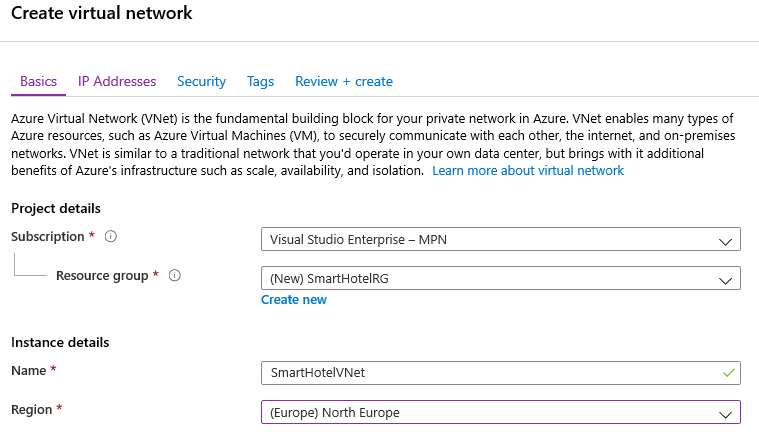 Create virtual network
Basics IP Addresses Security Tags Review + create
Azure Virtual Network (VNet) is the fundamental building block for your private network in Azure. VNet enables many types of
Azure resources, such as Azure Virtual Machines (VM), to securely communicate with each other, the internet, and on-premises
networks. VNet is similar to a traditional network that you'd operate in your own data center, but brings with it additional
benefits of Azure's infrastructure such as scale, availability, and isolation. Learn more about virtual network
Project details
Subscription * Visual Studio Enterprise – MPN
Resource group * (New) SmartHotelRG
Create new
Instance details
Name * SmartHotelVNet
Region * (Europe) North Europe